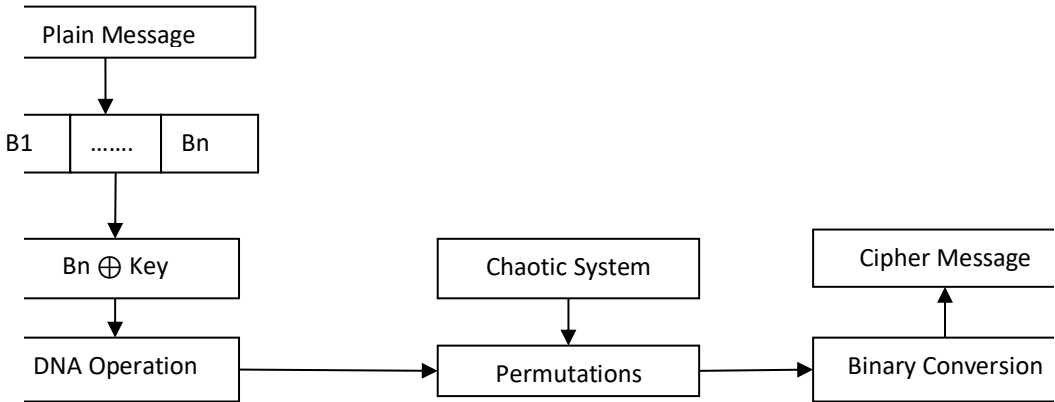 Plain Message
B1 ……. Bn
Bn ⊕ Key
Chaotic System
Cipher Message
DNA Operation
Permutations
Binary Conversion